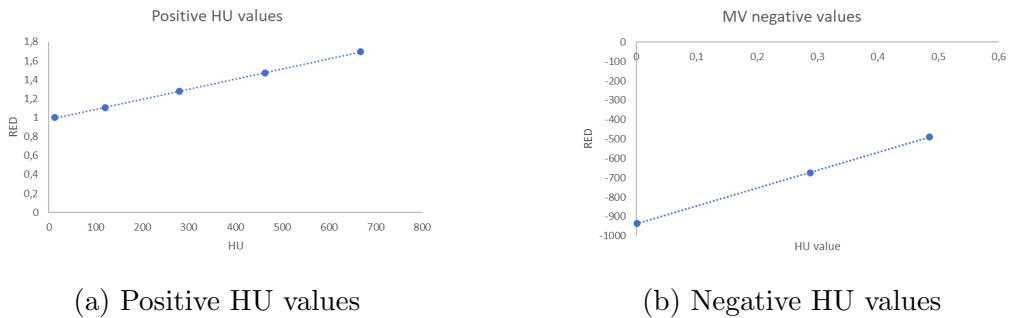 Positive HU values
1,8
1,6
1,4
1,2
1
0,8
0,6
0,4
0,2
0
RED
0 100 200 300 400 500 600 700 800
HU
(a) Positive HU values
MV negative values
0
-100
-200
-300
-400
-500
-600
-700
-800
-900
-1000
RED
0 0,1 0,2 0,3 0,4 0,5 0,6
HU value
(b) Negative HU values